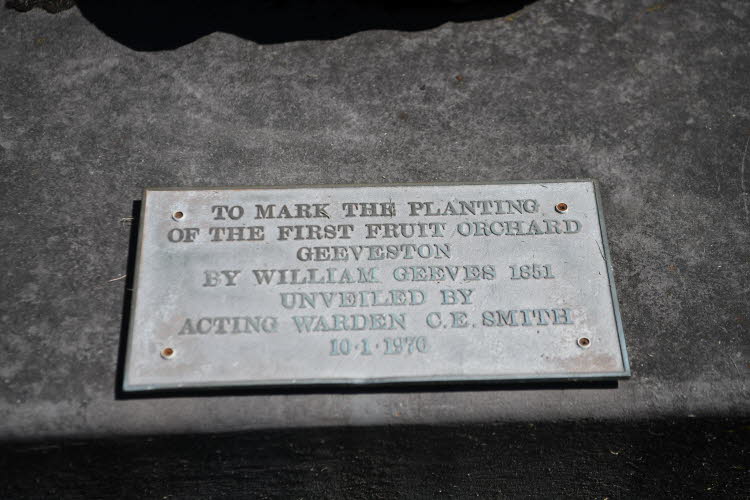 TO MARK THE PLANTING
OF THE FIRST FRUIT ORCHARD
GEEVESTON
BY WILLIAM GEEVES 1851
UNVEILED BY
ACTING WARDEN C.E. SMITH
10·1·1970